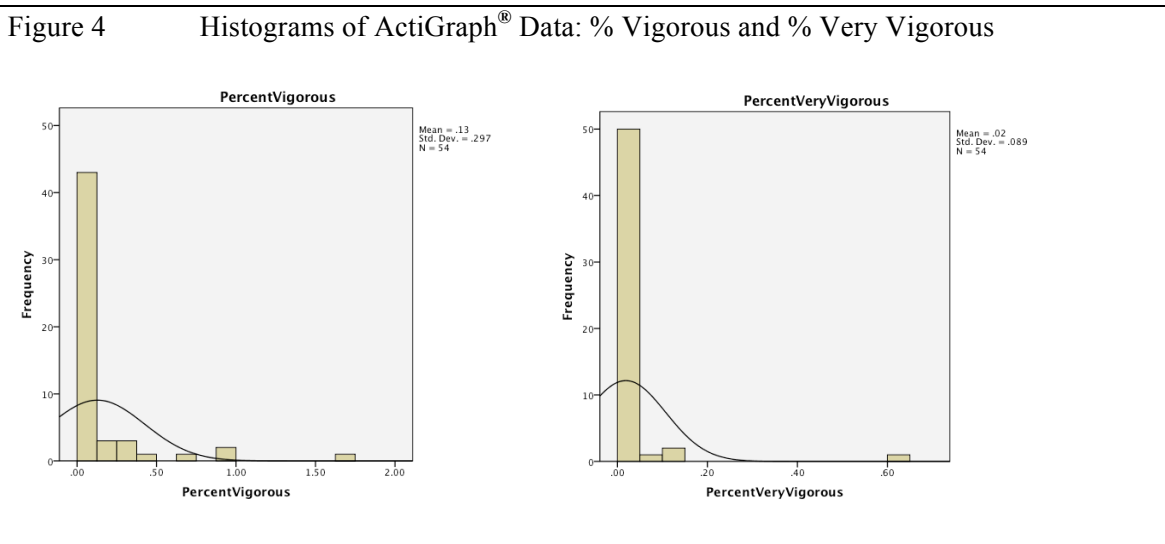 Figure 4 Histograms of ActiGraph® Data: % Vigorous and % Very Vigorous
PercentVigorous
50
40
30
20
10
0
Frequency
.00 .50 1.00 1.50 2.00
PercentVigorous
Mean = .13
Std. Dev. = .297
N = 54
PercentVeryVigorous
50
40
30
20
10
0
Frequency
.00 .20 .40 .60
PercentVeryVigorous
Mean = .02
Std. Dev. = .089
N = 54